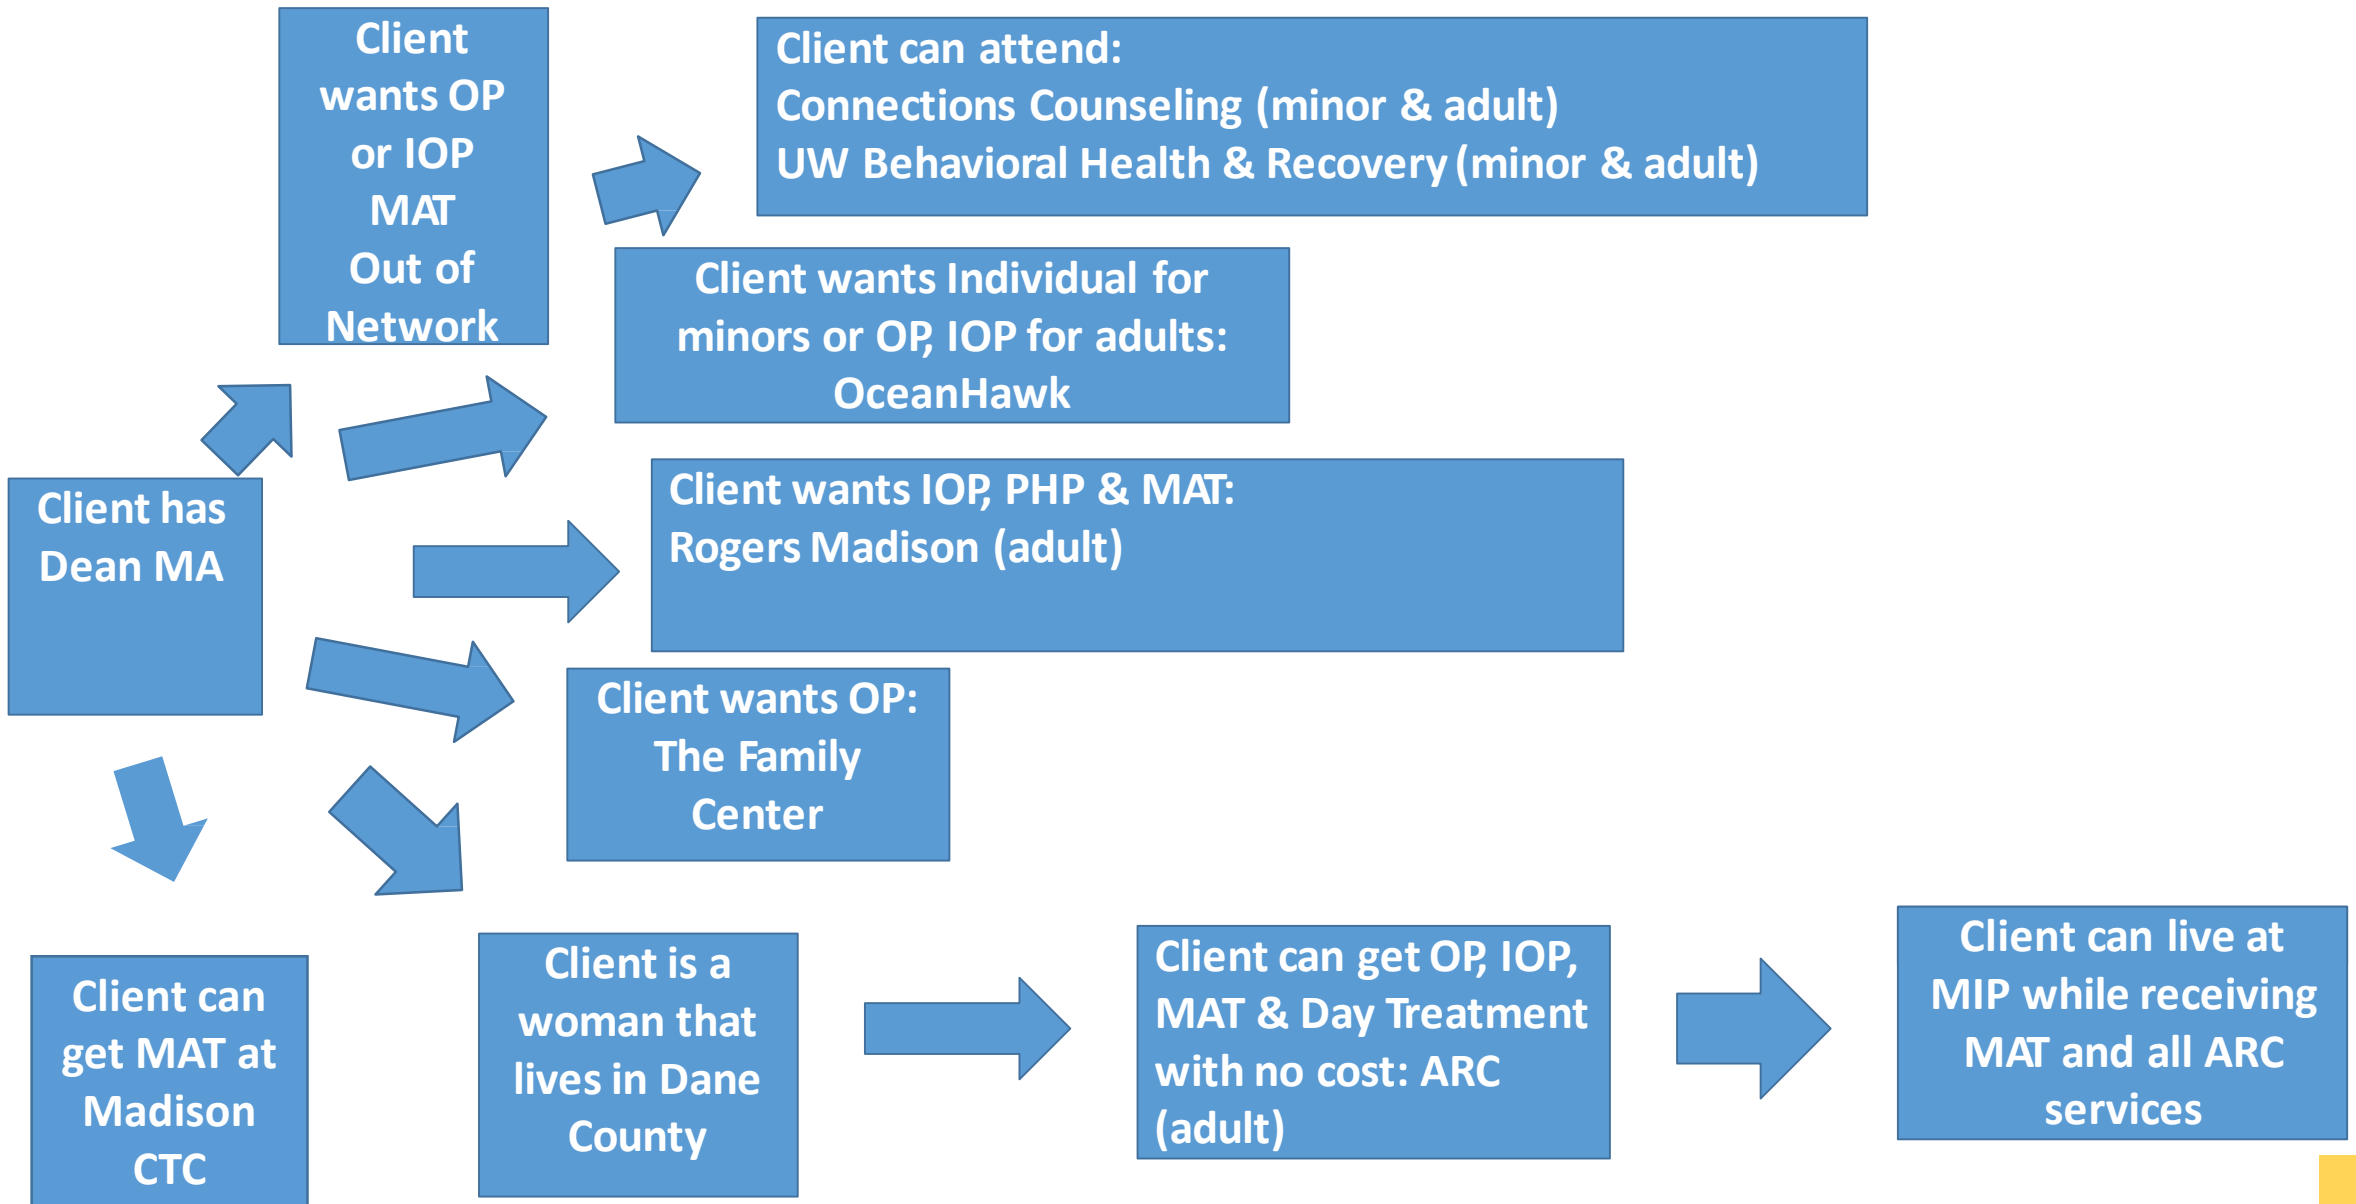 Client
wants OP
or IOP
MAT
Out of
Network
Client can attend:
Connections Counseling (minor & adult)
UW Behavioral Health & Recovery (minor & adult)
Client wants Individual for
minors or OP, IOP for adults:
OceanHawk
Client has
Dean MA
Client wants IOP, PHP & MAT:
Rogers Madison (adult)
Client wants OP:
The Family
Center
Client can
get MAT at
Madison
CTC
Client is a
woman that
lives in Dane
County
Client can get OP, IOP,
MAT & Day Treatment
with no cost: ARC
(adult)
Client can live at
MIP while receiving
MAT and all ARC
services